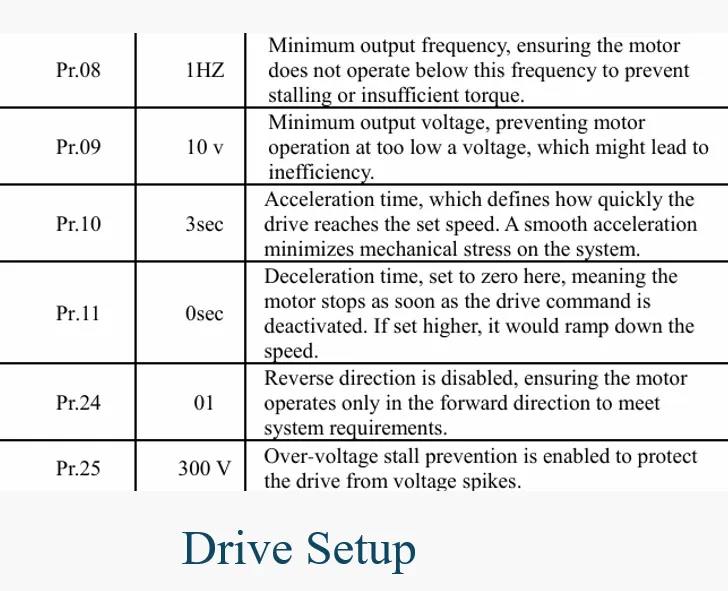 Pr.08 1HZ Minimum output frequency, ensuring the motor
does not operate below this frequency to prevent
stalling or insufficient torque.
Pr.09 10 v Minimum output voltage, preventing motor
operation at too low a voltage, which might lead to
inefficiency.
Pr.10 3sec Acceleration time, which defines how quickly the
drive reaches the set speed. A smooth acceleration
minimizes mechanical stress on the system.
Pr.11 0sec Deceleration time, set to zero here, meaning the
motor stops as soon as the drive command is
deactivated. If set higher, it would ramp down the
speed.
Pr.24 01 Reverse direction is disabled, ensuring the motor
operates only in the forward direction to meet
system requirements.
Pr.25 300 V Over-voltage stall prevention is enabled to protect
the drive from voltage spikes.
Drive Setup